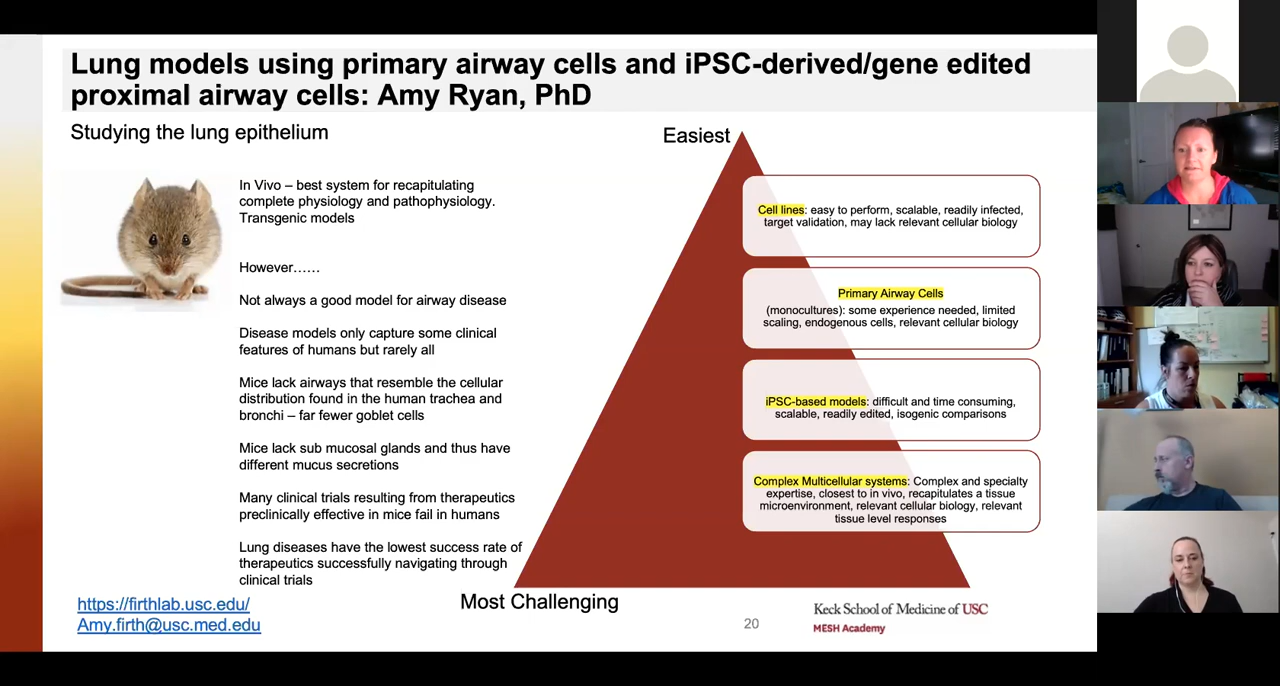 Lung models using primary airway cells and iPSC-derived/gene edited
proximal airway cells: Amy Ryan, PhD
Studying the lung epithelium
In Vivo – best system for recapitulating
complete physiology and pathophysiology.
Transgenic models
However……
Not always a good model for airway disease
Disease models only capture some clinical
features of humans but rarely all
Mice lack airways that resemble the cellular
distribution found in the human trachea and
bronchi – far fewer goblet cells
Mice lack sub mucosal glands and thus have
different mucus secretions
Many clinical trials resulting from therapeutics
preclinically effective in mice fail in humans
Lung diseases have the lowest success rate of
therapeutics successfully navigating through
clinical trials
https://firthlab.usc.edu/
Amy.firth@usc.med.edu
Easiest
Cell lines: easy to perform, scalable, readily infected,
target validation, may lack relevant cellular biology
Primary Airway Cells
(monocultures): some experience needed, limited
scaling, endogenous cells, relevant cellular biology
iPSC-based models: difficult and time consuming,
scalable, readily edited, isogenic comparisons
Complex Multicellular systems: Complex and specialty
expertise, closest to in vivo, recapitulates a tissue
microenvironment, relevant cellular biology, relevant
tissue level responses
Most Challenging
20
Keck School of Medicine of USC
MESH Academy